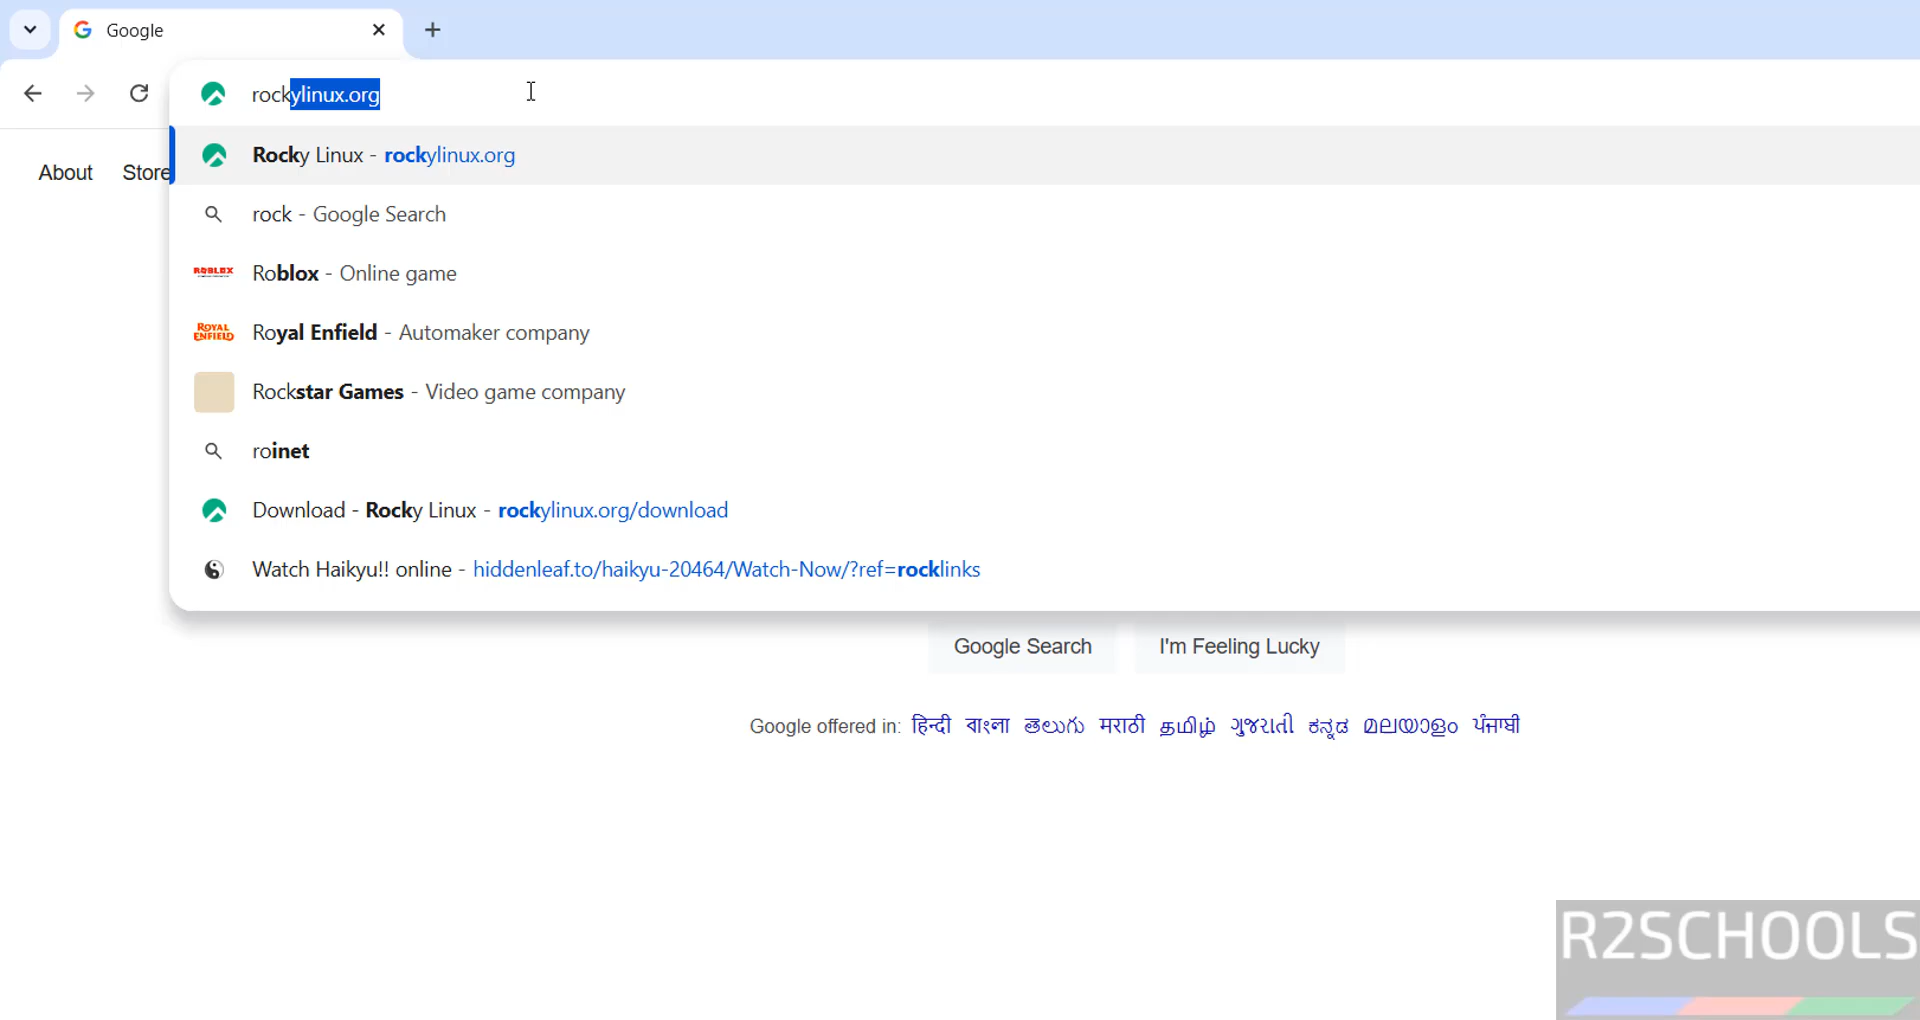 Google
rockylinux.org
Rocky Linux - rockylinux.org
About Store
rock - Google Search
ROBLOX Roblox - Online game
ROYAL ENFIELD Royal Enfield - Automaker company
Rockstar Games - Video game company
roinet
Download - Rocky Linux - rockylinux.org/download
Watch Haikyu!! online - hiddenleaf.to/haikyu-20464/Watch-Now/?ref=rocklinks
Google Search I'm Feeling Lucky
Google offered in: हिन्दी বাংলা తెలుగు मराठी தமிழ் ગુજરાતી ಕನ್ನಡ മലയാളം ਪੰਜਾਬੀ
R2SCHOOLS